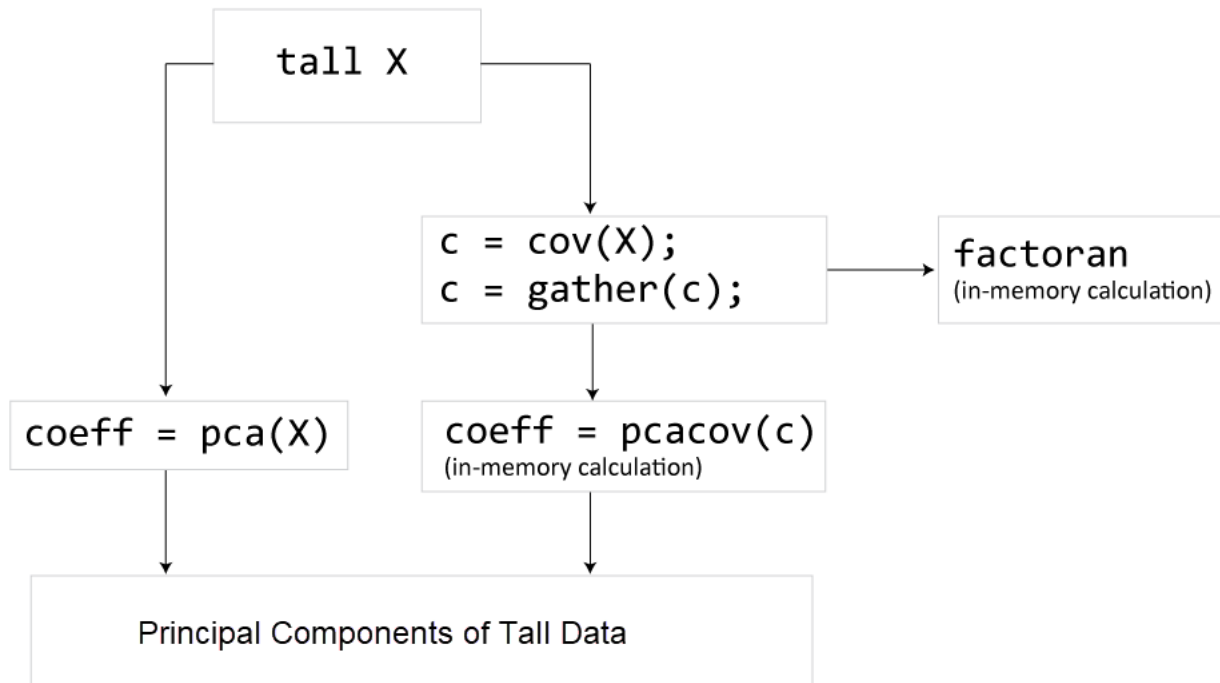 tall X
c = cov(X);
c = gather(c);
factoran
(in-memory calculation)
coeff = pca(X)
coeff = pcacov(c)
(in-memory calculation)
Principal Components of Tall Data